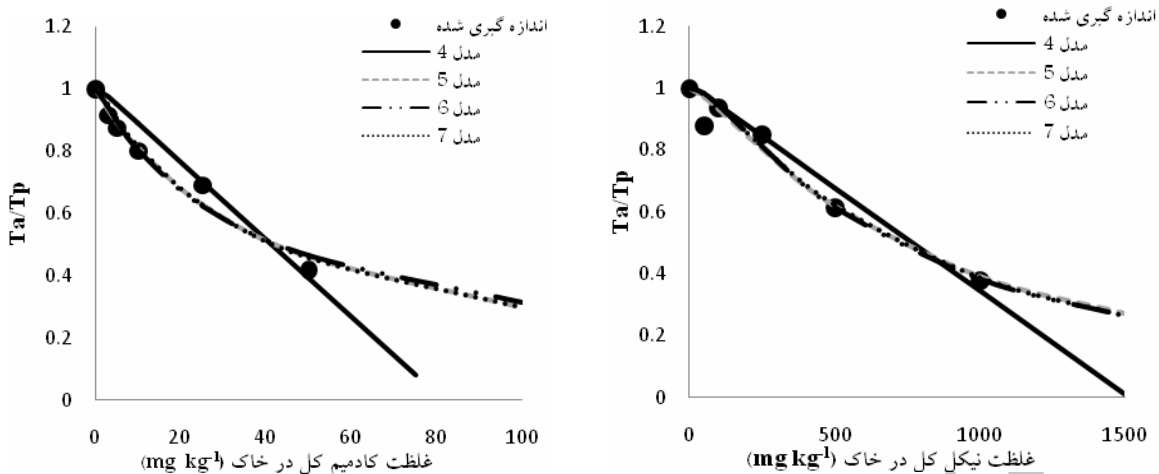 1.2
1
0.8
0.6
0.4
0.2
0
Ta/Tp
اندازه گیری شده
مدل 4
مدل 5
مدل 6
مدل 7
0 20 40 60 80 100
غلظت کادمیم کل در خاک (mg kg-1)
1.2
1
0.8
0.6
0.4
0.2
0
Ta/Tp
اندازه گیری شده
مدل 4
مدل 5
مدل 6
مدل 7
0 500 1000 1500
غلظت نیکل کل در خاک (mg kg-1)